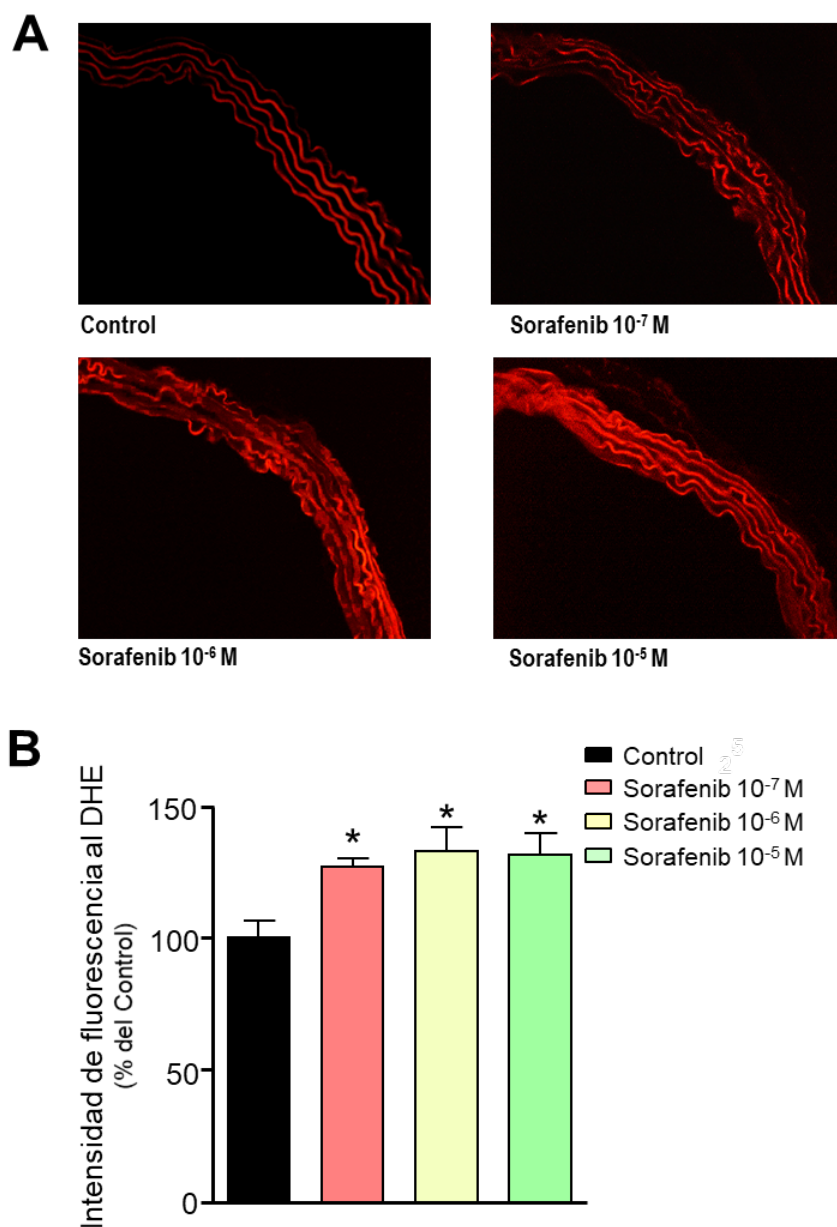 A
Control
Sorafenib 10⁻⁷ M
Sorafenib 10⁻⁶ M
Sorafenib 10⁻⁵ M
B
Intensidad de fluorescencia al DHE
(% del Control)
150
100
50
0
* * *
Control
Sorafenib 10⁻⁷ M
Sorafenib 10⁻⁶ M
Sorafenib 10⁻⁵ M